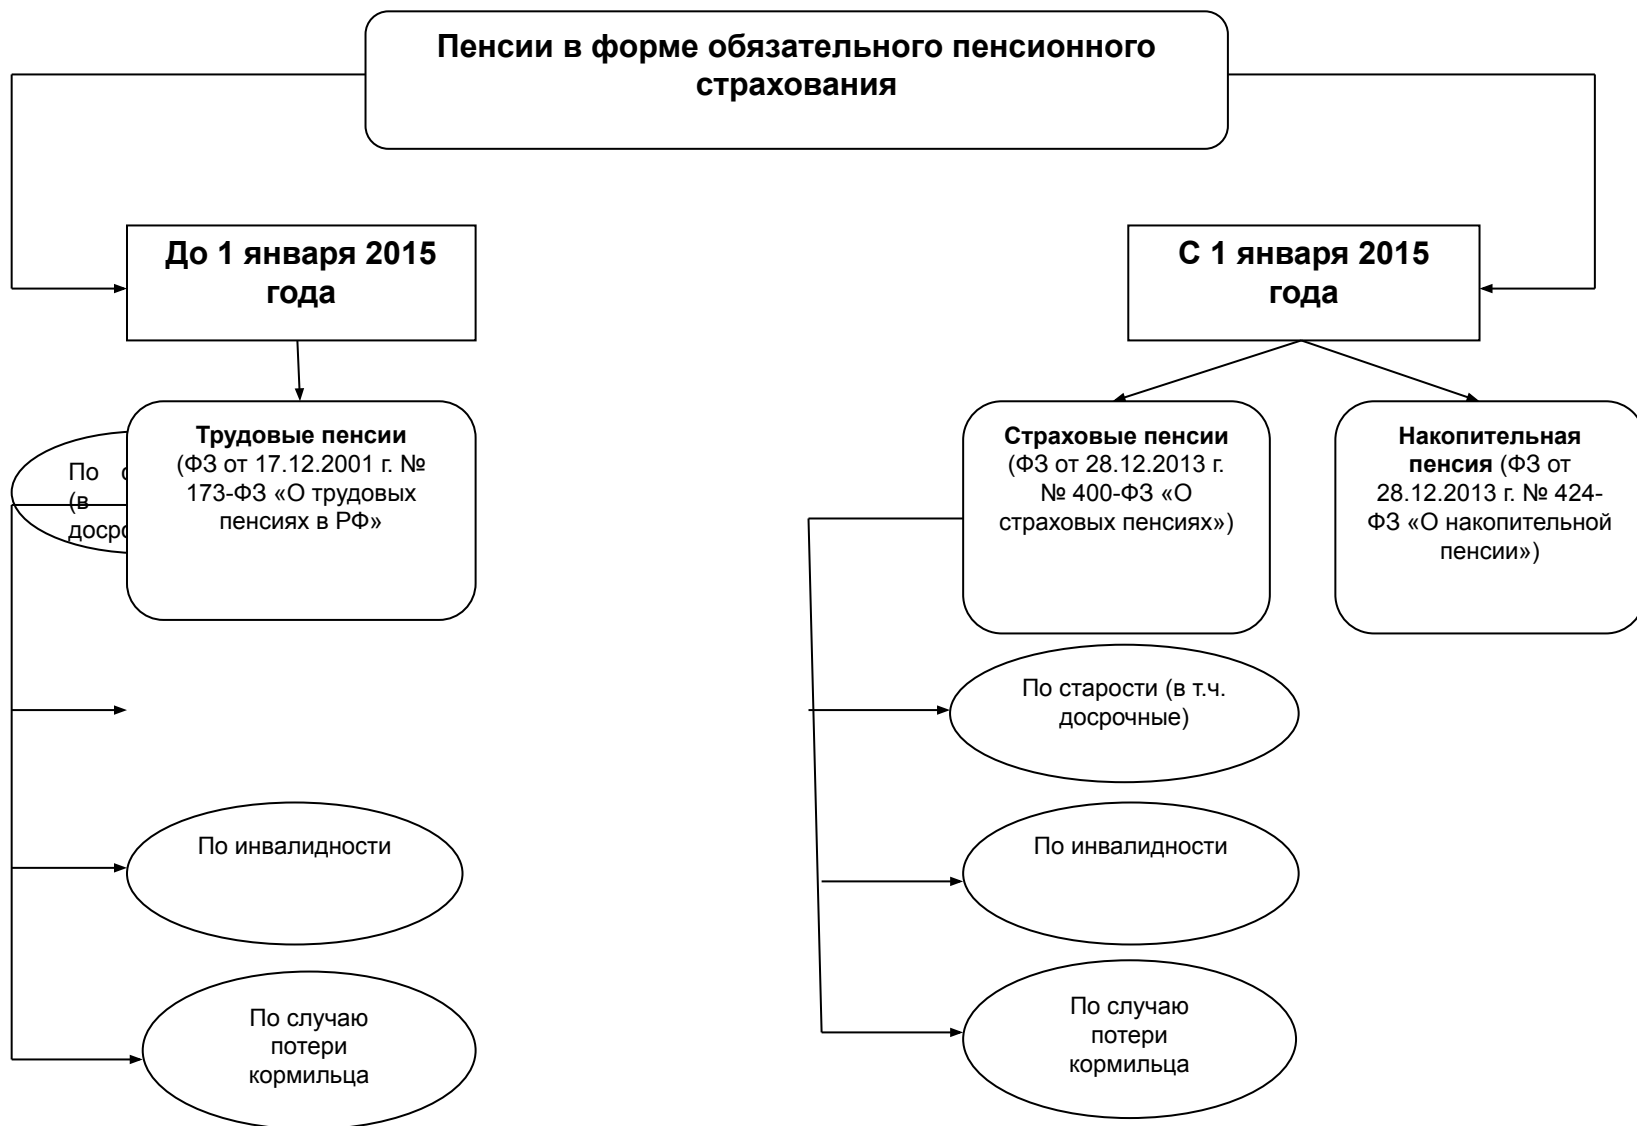 Пенсии в форме обязательного пенсионного
страхования
До 1 января 2015
года
С 1 января 2015
года
Трудовые пенсии
(ФЗ от 17.12.2001 г. №
173-ФЗ «О трудовых
пенсиях в РФ»
Страховые пенсии
(ФЗ от 28.12.2013 г.
№ 400-ФЗ «О
страховых пенсиях»)
Накопительная
пенсия (ФЗ от
28.12.2013 г. № 424-
ФЗ «О накопительной
пенсии»)
По
(в
По старости (в т.ч.
досрочные)
По инвалидности
По инвалидности
По случаю
потери
кормильца
По случаю
потери
кормильца